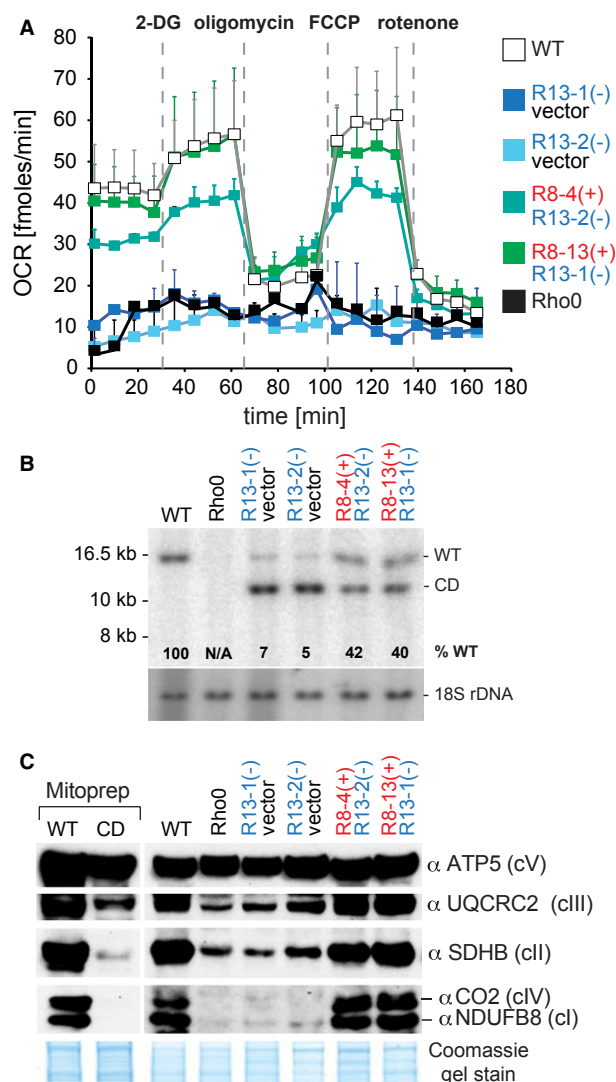 A
2-DG oligomycin FCCP rotenone
80
70
60
50
40
30
20
10
0
OCR [fmoles/min]
0 20 40 60 80 100 120 140 160 180
time [min]
WT
R13-1(-)
vector
R13-2(-)
vector
R8-4(+)
R13-2(-)
R8-13(+)
R13-1(-)
Rho0
B
WT
Rho0
R13-1(-)
vector
R13-2(-)
vector
R8-4(+)
R13-2(-)
R8-13(+)
R13-1(-)
16.5 kb -
10 kb -
8 kb -
- WT
- CD
100 N/A 7 5 42 40 % WT
- 18S rDNA
C
Mitoprep
WT CD
WT
Rho0
R13-1(-)
vector
R13-2(-)
vector
R8-4(+)
R13-2(-)
R8-13(+)
R13-1(-)
α ATP5 (cV)
α UQCRC2 (cIII)
α SDHB (cII)
α CO2 (cIV)
α NDUFB8 (cI)
Coomassie
gel stain